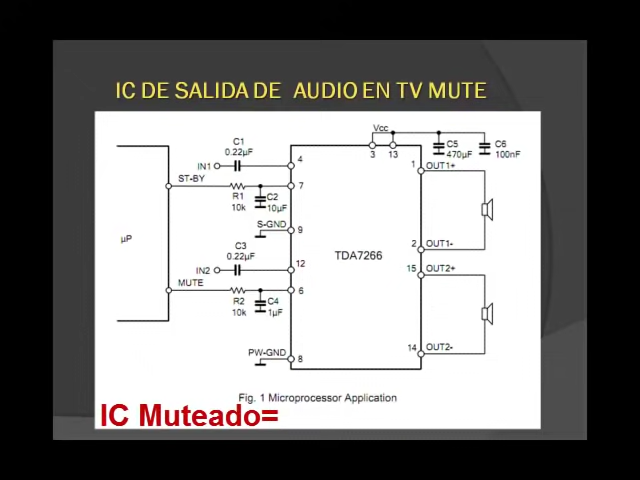 IC DE SALIDA DE AUDIO EN TV MUTE
Vcc
C1
0.22µF
IN1
4
3
13
C5
470µF
C6
100nF
1
OUT1+
ST-BY
7
R1
10k
C2
10µF
S-GND
9
µP
C3
0.22µF
TDA7266
2
OUT1-
IN2
12
15
OUT2+
MUTE
6
R2
10k
C4
1µF
PW-GND
8
14
OUT2-
Fig. 1 Microprocessor Application
IC Muteado=